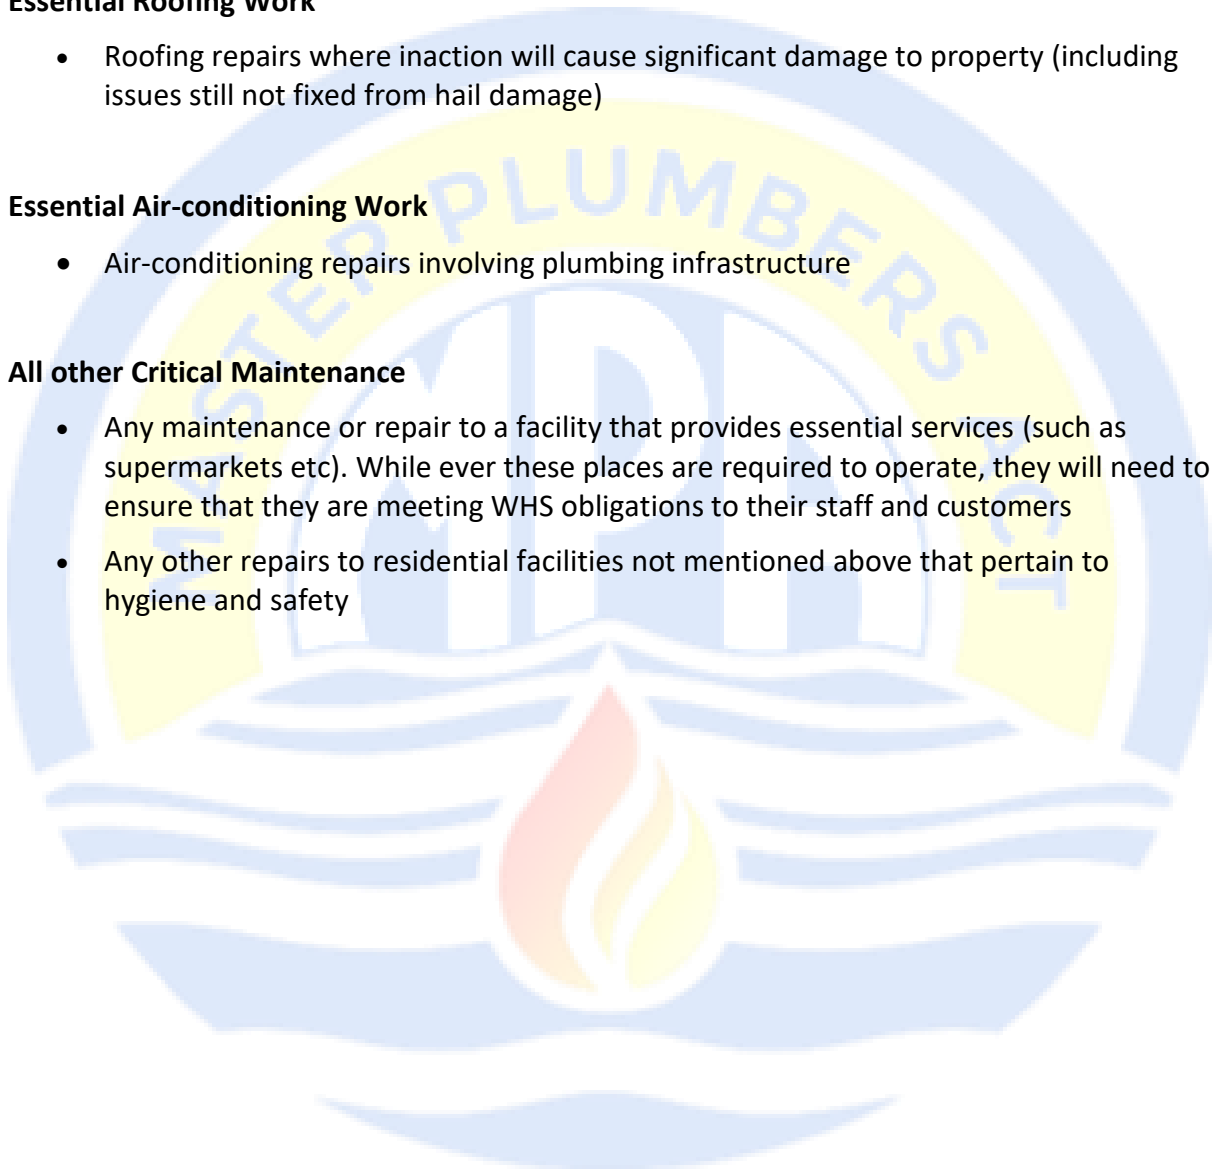 Essential Roofing Work
• Roofing repairs where inaction will cause significant damage to property (including
issues still not fixed from hail damage)
Essential Air-conditioning Work
• Air-conditioning repairs involving plumbing infrastructure
All other Critical Maintenance
• Any maintenance or repair to a facility that provides essential services (such as
supermarkets etc). While ever these places are required to operate, they will need to
ensure that they are meeting WHS obligations to their staff and customers
• Any other repairs to residential facilities not mentioned above that pertain to
hygiene and safety
MASTER PLUMBERS ACT
MPA